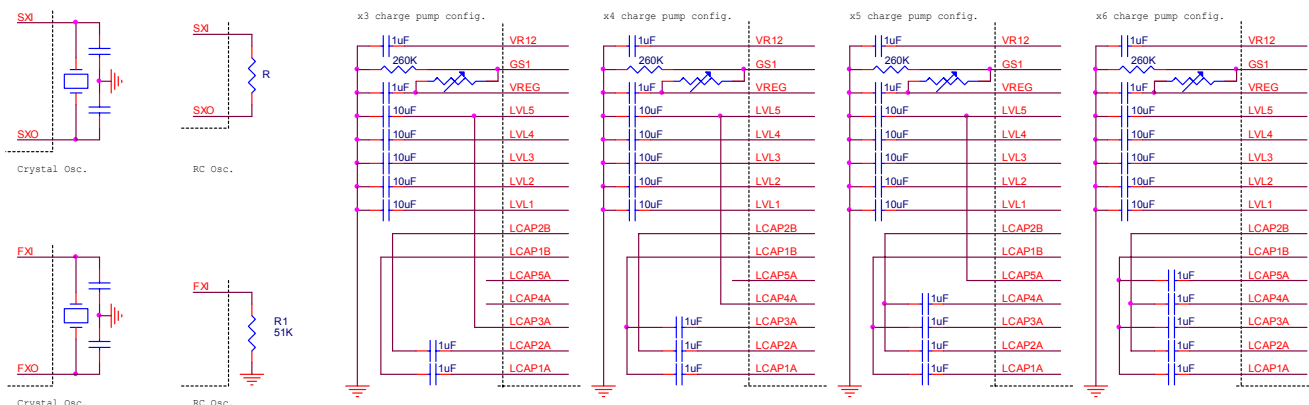 x3 charge pump config.
x4 charge pump config.
x5 charge pump config.
x6 charge pump config.
SXI
SXO
Crystal Osc.
SXI
R
SXO
RC Osc.
FXI
FXO
Crystal Osc.
FXI
R1
51K
RC Osc.
1uF VR12
260K GS1
1uF VREG
10uF LVL5
10uF LVL4
10uF LVL3
10uF LVL2
10uF LVL1
LCAP2B
LCAP1B
LCAP5A
LCAP4A
LCAP3A
1uF LCAP2A
1uF LCAP1A
1uF VR12
260K GS1
1uF VREG
10uF LVL5
10uF LVL4
10uF LVL3
10uF LVL2
10uF LVL1
LCAP2B
LCAP1B
LCAP5A
LCAP4A
1uF LCAP3A
1uF LCAP2A
1uF LCAP1A
1uF VR12
260K GS1
1uF VREG
10uF LVL5
10uF LVL4
10uF LVL3
10uF LVL2
10uF LVL1
LCAP2B
LCAP1B
LCAP5A
1uF LCAP4A
1uF LCAP3A
1uF LCAP2A
1uF LCAP1A
1uF VR12
260K GS1
1uF VREG
10uF LVL5
10uF LVL4
10uF LVL3
10uF LVL2
10uF LVL1
LCAP2B
LCAP1B
1uF LCAP5A
1uF LCAP4A
1uF LCAP3A
1uF LCAP2A
1uF LCAP1A